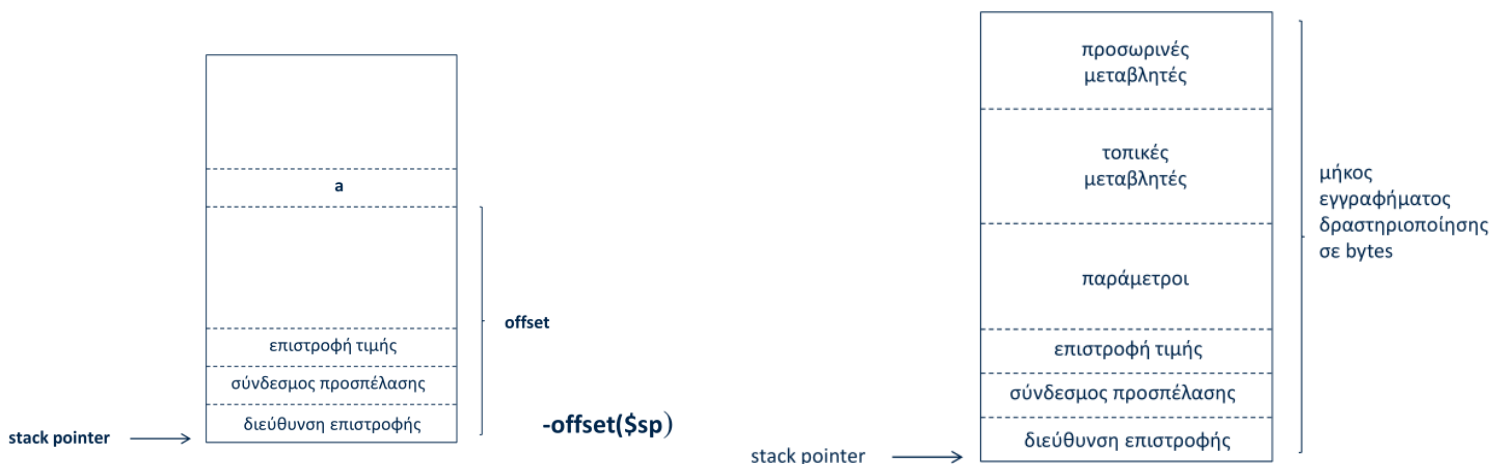 a
offset
επιστροφή τιμής
σύνδεσμος προσπέλασης
διεύθυνση επιστροφής
stack pointer
-offset($sp)
προσωρινές
μεταβλητές
τοπικές
μεταβλητές
παράμετροι
επιστροφή τιμής
σύνδεσμος προσπέλασης
διεύθυνση επιστροφής
stack pointer
μήκος
εγγραφήματος
δραστηριοποίησης
σε bytes